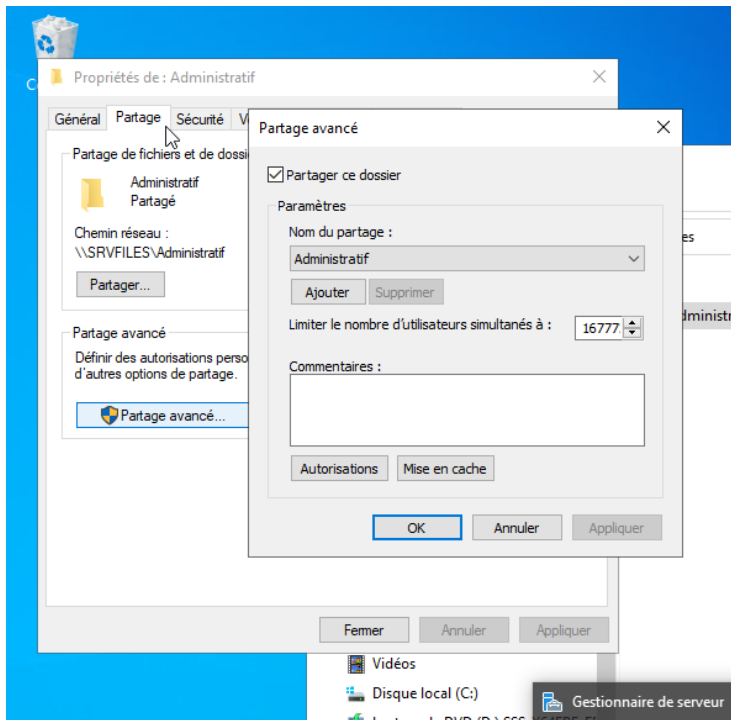 Propriétés de : Administratif
Général Partage Sécurité
Partage de fichiers et de dossi
Administratif
Partagé
Chemin réseau :
\\SRVFILES\Administratif
Partager...
Partage avancé
Définir des autorisations perso
d'autres options de partage.
Partage avancé...
Fermer Annuler Appliquer
Partage avancé
Partager ce dossier
Paramètres
Nom du partage :
Administratif
Ajouter Supprimer
Limiter le nombre d'utilisateurs simultanés à : 16777
Commentaires :
Autorisations Mise en cache
OK Annuler Appliquer
Vidéos
Disque local (C:)
Gestionnaire de serveur